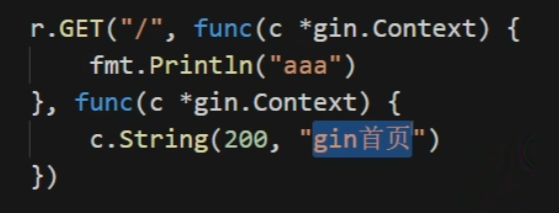 r.GET("/", func(c *gin.Context) {
    fmt.Println("aaa")
}, func(c *gin.Context) {
    c.String(200, "gin首页")
})